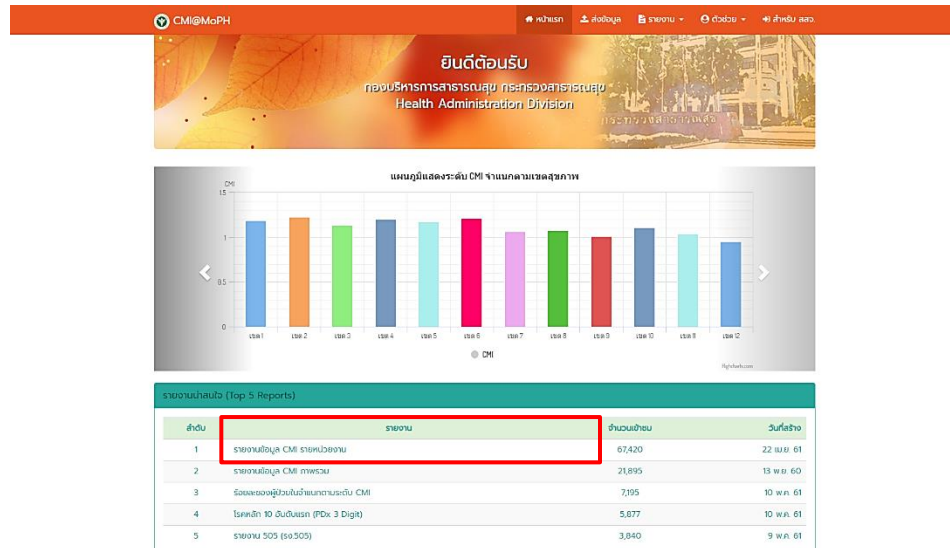 CMI@MoPH
หน้าแรก ส่งข้อมูล รายงาน ตัวช่วย สำหรับ สสจ.
ยินดีต้อนรับ
กองบริหารการสาธารณสุข กระทรวงสาธารณสุข
Health Administration Division
กระทรวงสาธารณสุข
แผนภูมิแสดงระดับ CMI จำแนกตามเขตสุขภาพ
CMI
1.5
1
0.5
0
เขต 1 เขต 2 เขต 3 เขต 4 เขต 5 เขต 6 เขต 7 เขต 8 เขต 9 เขต 10 เขต 11 เขต 12
CMI
Highcharts.com
รายงานน่าสนใจ (Top 5 Reports)
ลำดับ รายงาน จำนวนเข้าชม วันที่สร้าง
1 รายงานข้อมูล CMI รายหน่วยงาน 67,420 22 เม.ย. 61
2 รายงานข้อมูล CMI ภาพรวม 21,895 13 พ.ย. 60
3 ร้อยละของผู้ป่วยในจำแนกตามระดับ CMI 7,195 10 พ.ค. 61
4 โรคหลัก 10 อันดับแรก (PDx 3 Digit) 5,877 10 พ.ค. 61
5 รายงาน 505 (รง.505) 3,840 9 พ.ค. 61